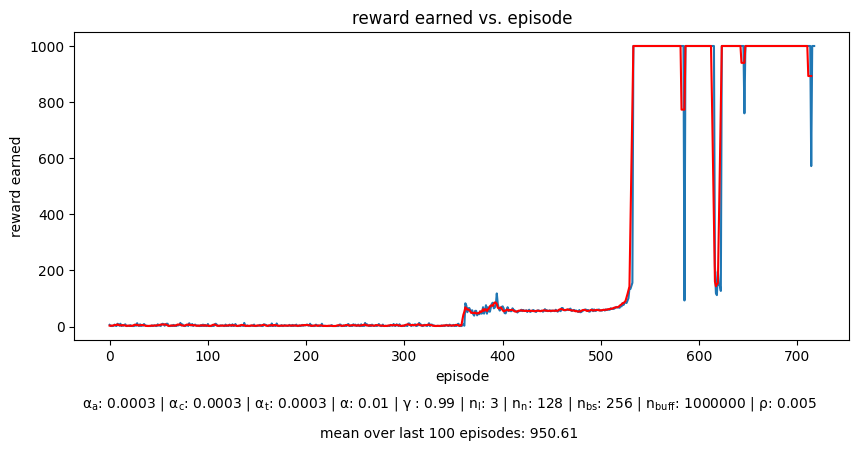 reward earned vs. episode
1000
800
600
400
200
0
reward earned
0 100 200 300 400 500 600 700
episode
αa: 0.0003 | αc: 0.0003 | αt: 0.0003 | α: 0.01 | γ : 0.99 | nl: 3 | nn: 128 | nbs: 256 | nbuff: 1000000 | ρ: 0.005
mean over last 100 episodes: 950.61